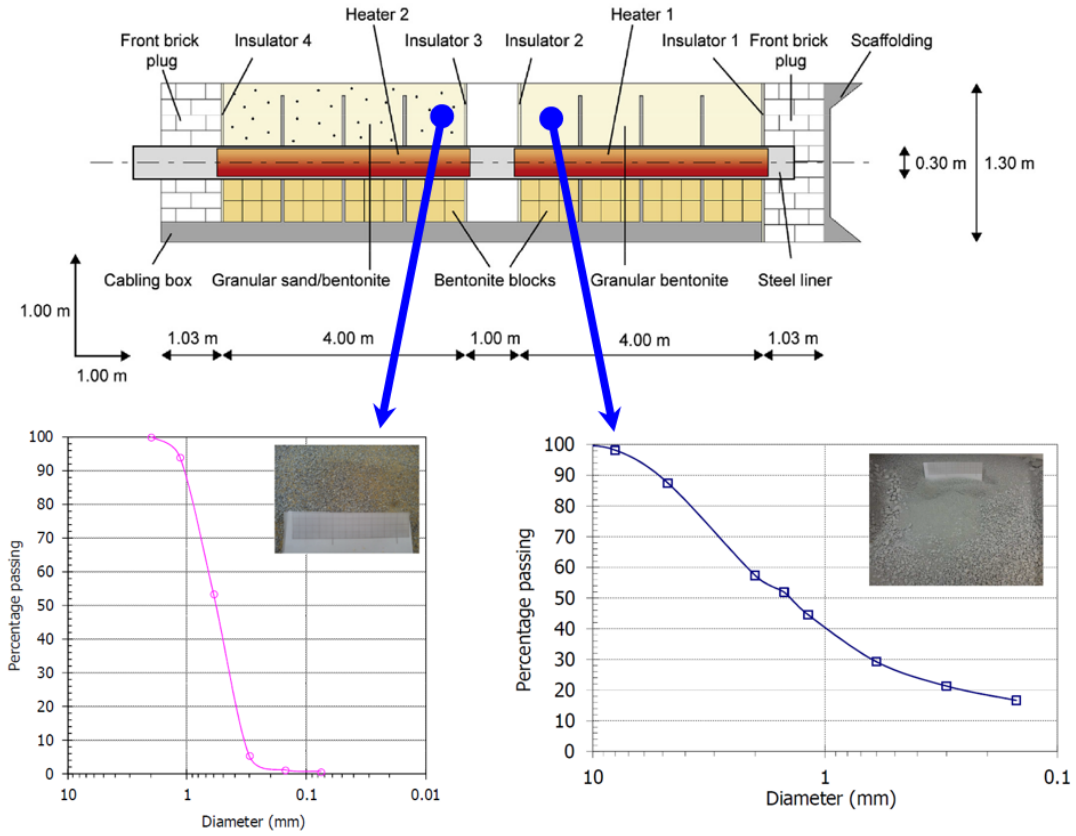 Heater 2
Heater 1
Front brick plug
Insulator 4
Insulator 3
Insulator 2
Insulator 1
Front brick plug
Scaffolding
0.30 m
1.30 m
Cabling box
Granular sand/bentonite
Bentonite blocks
Granular bentonite
Steel liner
1.00 m
1.00 m
1.03 m
4.00 m
1.00 m
4.00 m
1.03 m
Percentage passing
100
90
80
70
60
50
40
30
20
10
0
10
1
0.1
0.01
Diameter (mm)
Percentage passing
100
90
80
70
60
50
40
30
20
10
0
10
1
0.1
Diameter (mm)